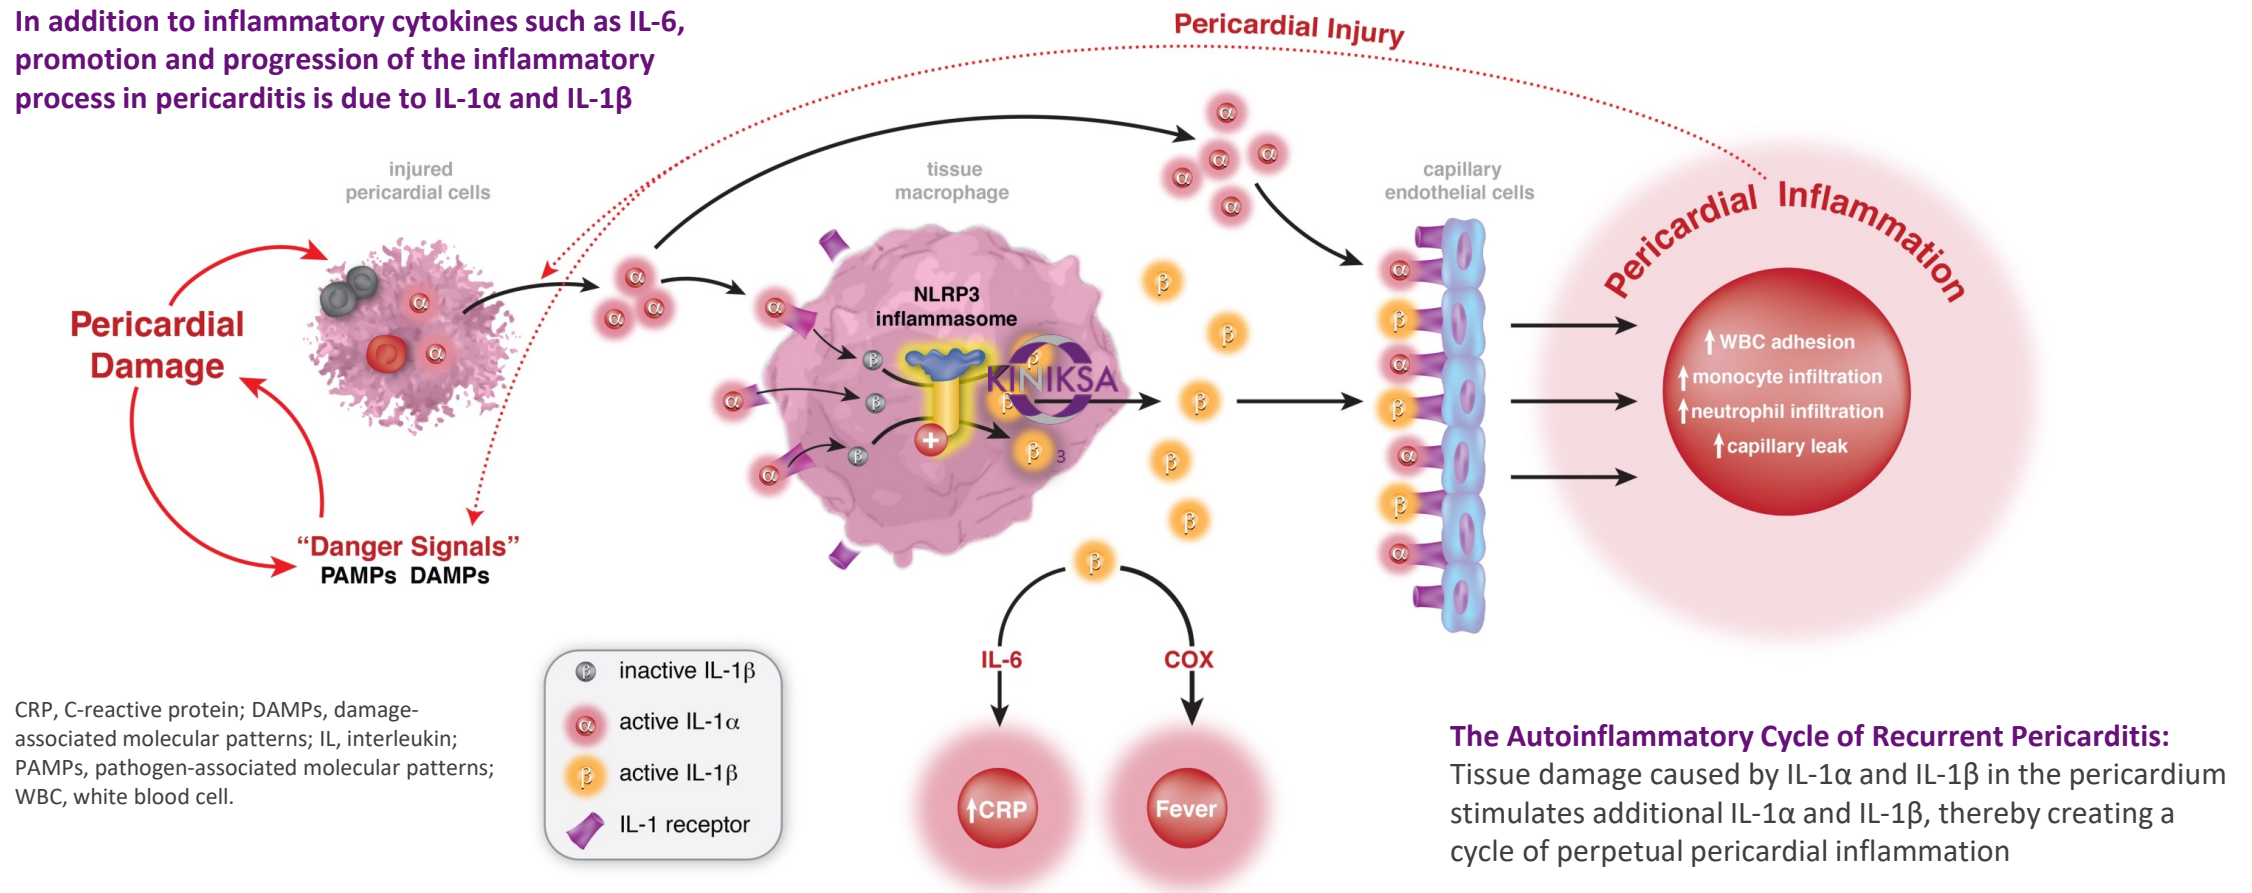 In addition to inflammatory cytokines such as IL-6,
promotion and progression of the inflammatory
process in pericarditis is due to IL-1α and IL-1β
Pericardial Injury
injured
pericardial cells
tissue
macrophage
capillary
endothelial cells
Pericardial Inflammation
Pericardial
Damage
α
α
α
α
α
α
α
α
α
α
α
α
α
α
NLRP3
inflammasome
β
β
β
+
β
β
β
3
KINIKSA
β
β
β
β
β
β
α
β
α
β
α
β
α
↑WBC adhesion
↑monocyte infiltration
↑neutrophil infiltration
↑capillary leak
“Danger Signals”
PAMPs DAMPs
IL-6
COX
↑CRP
Fever
β inactive IL-1β
α active IL-1α
β active IL-1β
IL-1 receptor
CRP, C-reactive protein; DAMPs, damage-
associated molecular patterns; IL, interleukin;
PAMPs, pathogen-associated molecular patterns;
WBC, white blood cell.
The Autoinflammatory Cycle of Recurrent Pericarditis:
Tissue damage caused by IL-1α and IL-1β in the pericardium
stimulates additional IL-1α and IL-1β, thereby creating a
cycle of perpetual pericardial inflammation